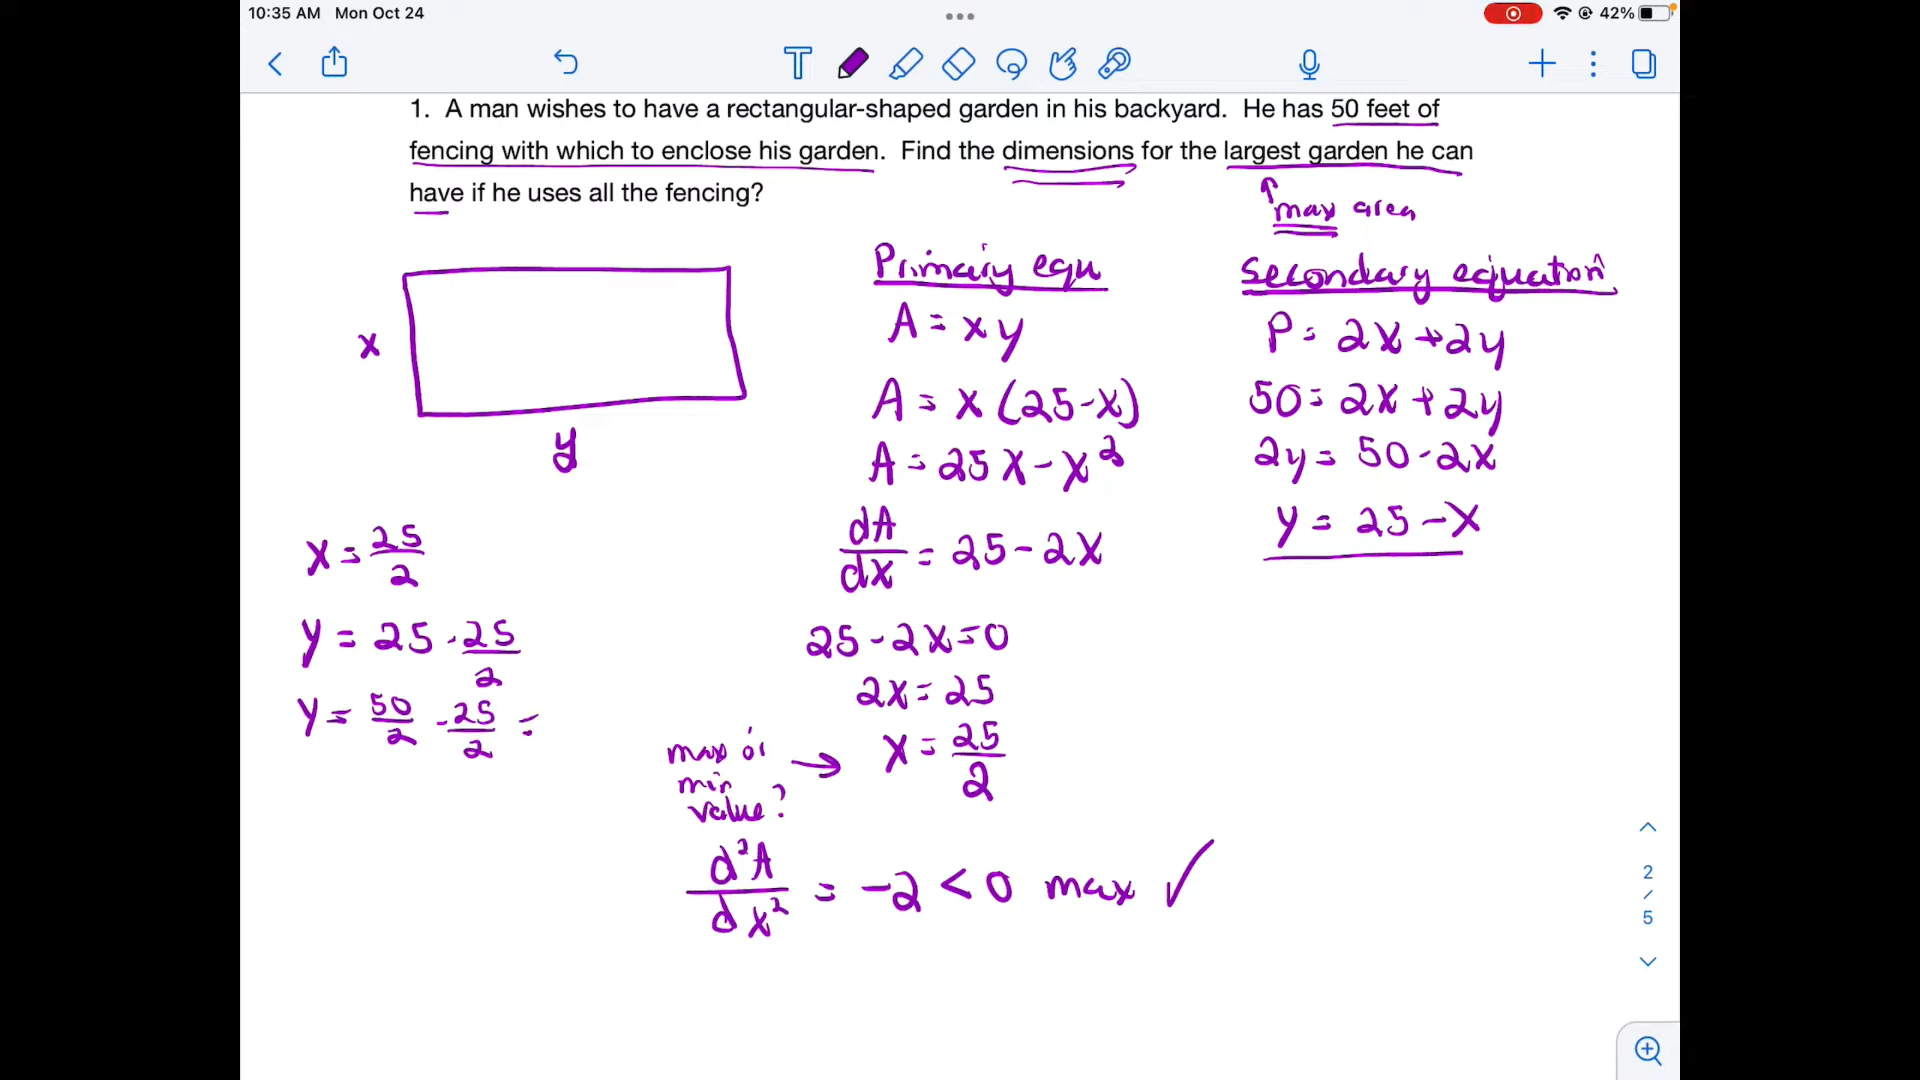 10:35 AM Mon Oct 24
42%
1. A man wishes to have a rectangular-shaped garden in his backyard. He has 50 feet of
fencing with which to enclose his garden. Find the dimensions for the largest garden he can
have if he uses all the fencing?
max area
x
y
Primary equ
A = xy
A = x(25-x)
A = 25x - x²
dA/dx = 25 - 2x
25 - 2x = 0
2x = 25
x = 25/2
max or
min
value?
→
d²A/dx² = -2 < 0 max ✓
Secondary equation
P = 2x + 2y
50 = 2x + 2y
2y = 50 - 2x
y = 25 - x
x = 25/2
y = 25 - 25/2
y = 50/2 - 25/2 =
2
/
5